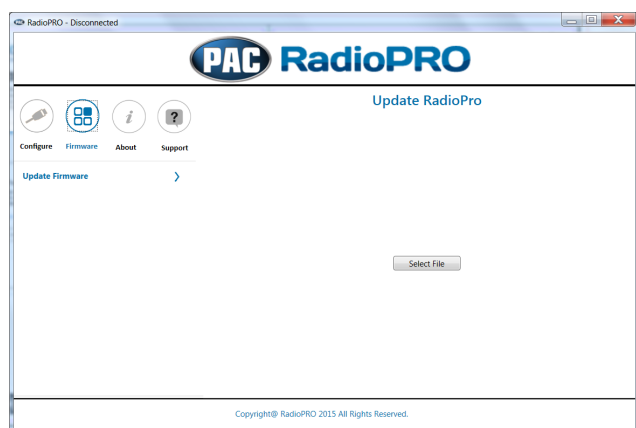 RadioPRO - Disconnected
PAC RadioPRO
Update RadioPro
Configure Firmware About Support
Update Firmware
Select File
Copyright@ RadioPRO 2015 All Rights Reserved.